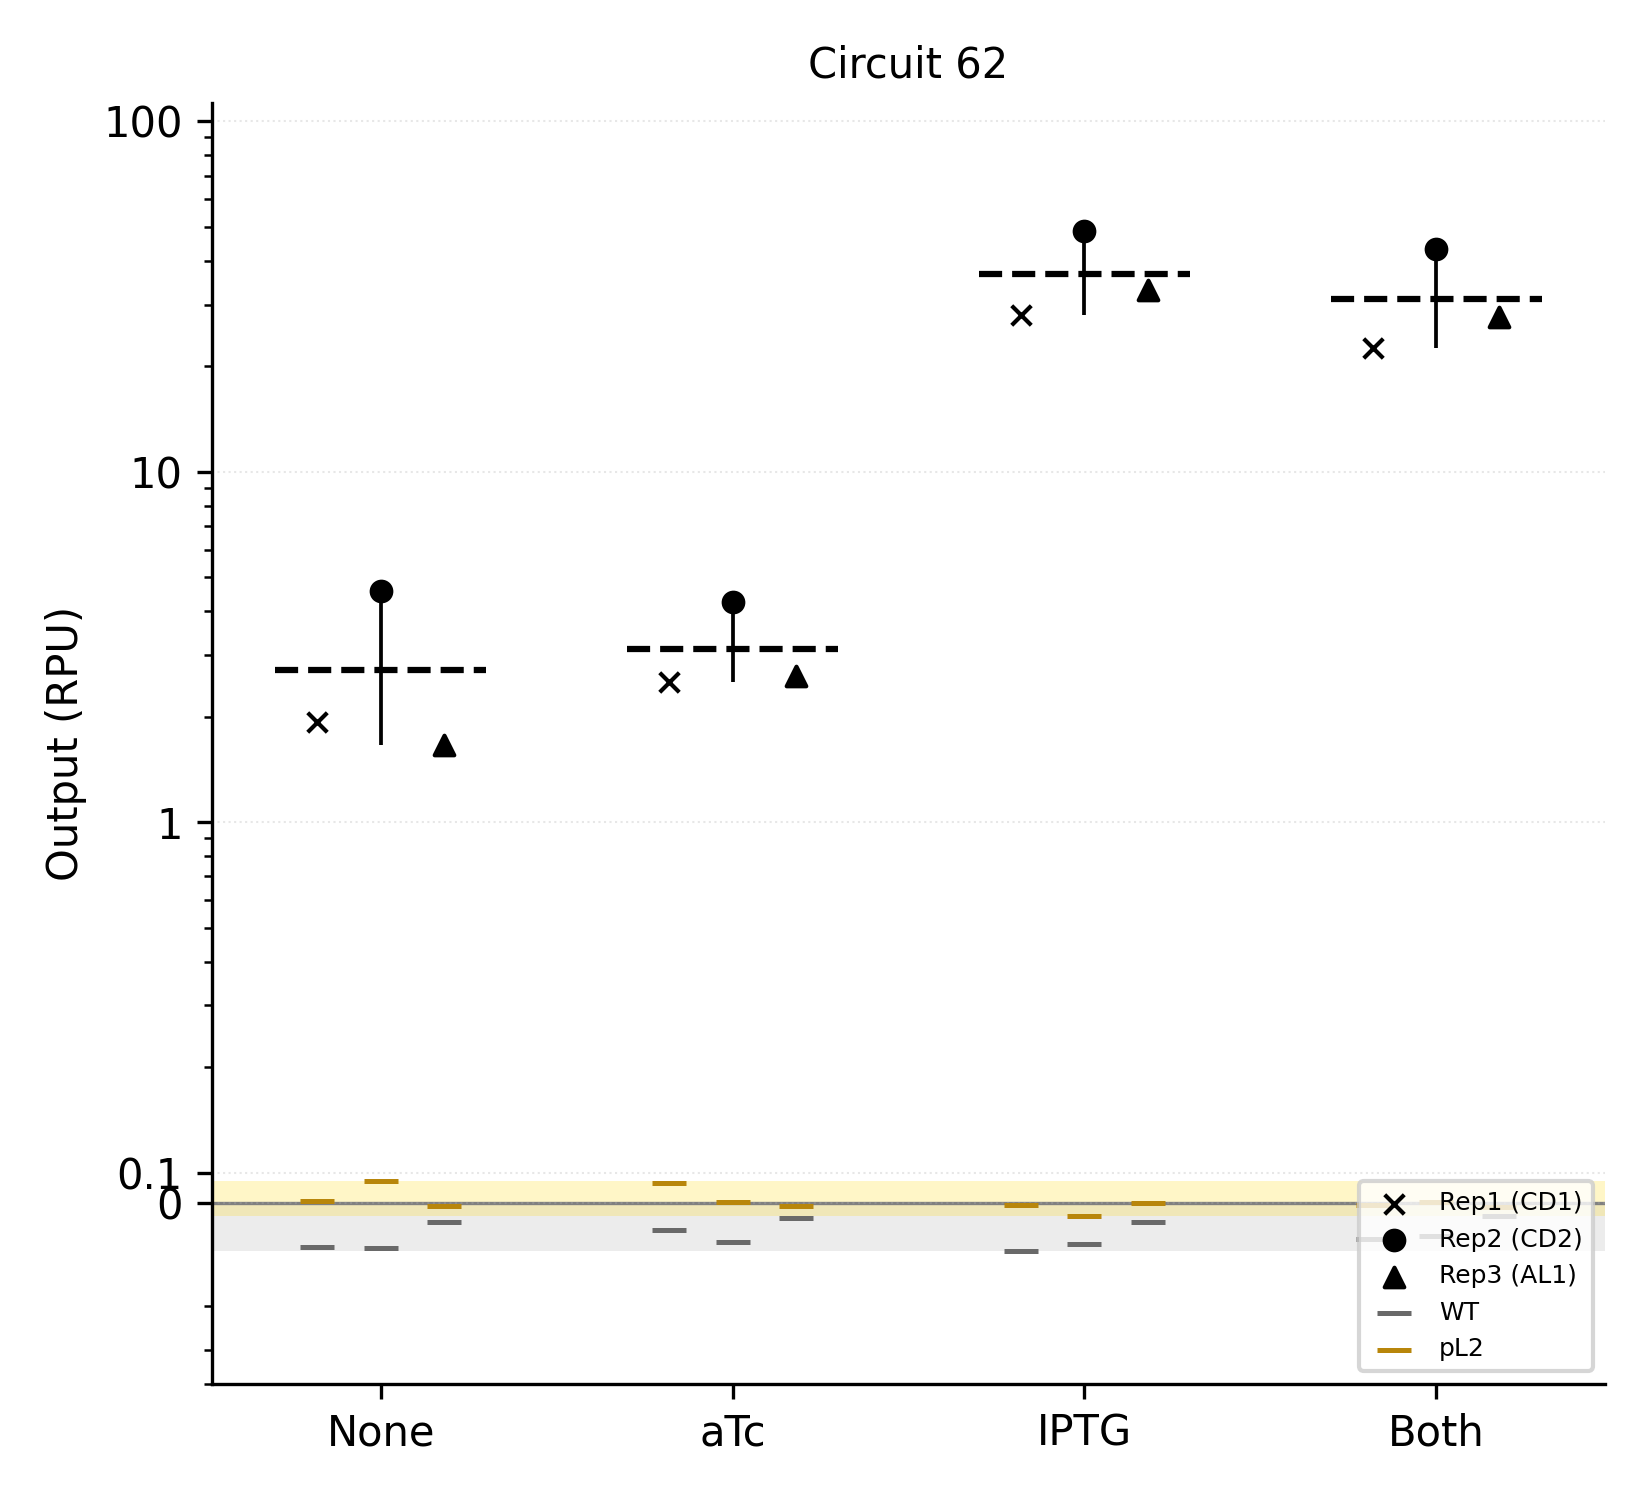 Circuit 62
100
10
1
0.1
0
Output (RPU)
None
aTc
IPTG
Both
Rep1 (CD1)
Rep2 (CD2)
Rep3 (AL1)
WT
pL2